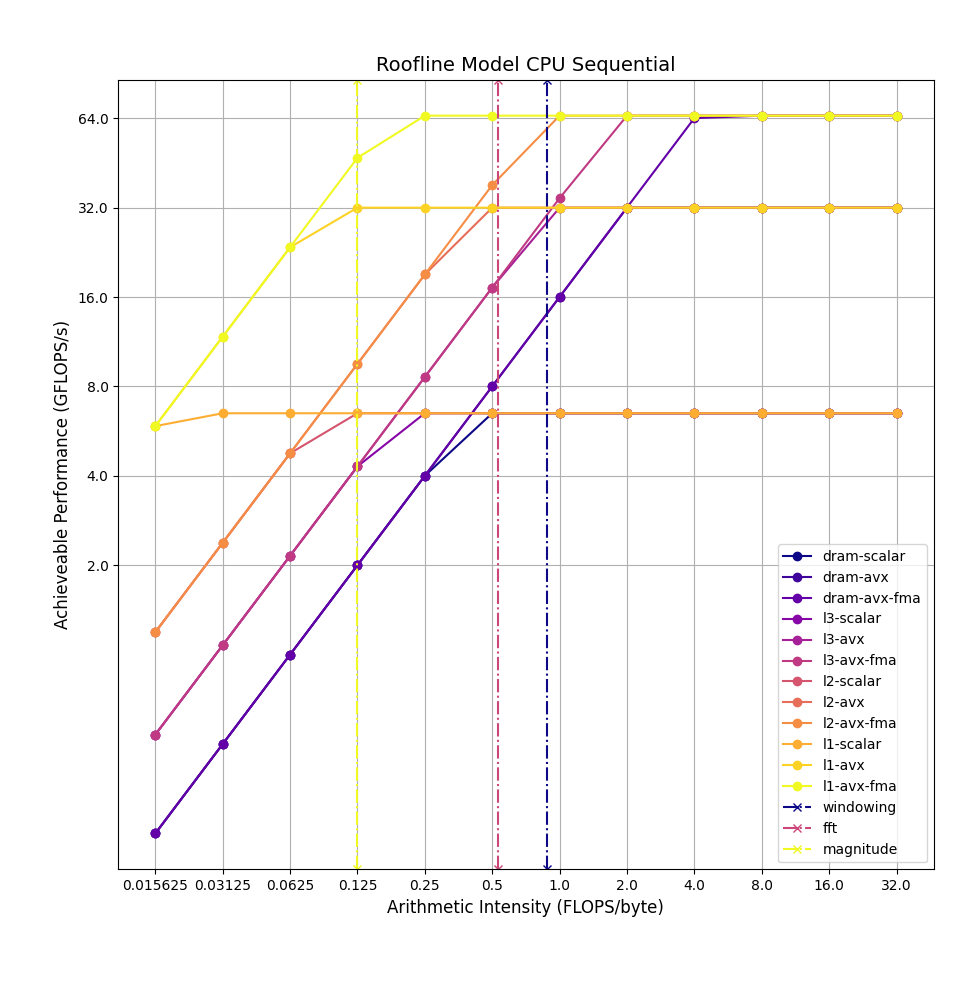 Roofline Model CPU Sequential
Achieveable Performance (GFLOPS/s)
64.0
32.0
16.0
8.0
4.0
2.0
dram-scalar
dram-avx
dram-avx-fma
l3-scalar
l3-avx
l3-avx-fma
l2-scalar
l2-avx
l2-avx-fma
l1-scalar
l1-avx
l1-avx-fma
windowing
fft
magnitude
0.015625 0.03125 0.0625 0.125 0.25 0.5 1.0 2.0 4.0 8.0 16.0 32.0
Arithmetic Intensity (FLOPS/byte)